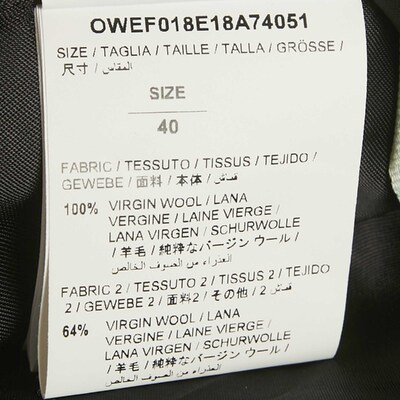 OWEF018E18A74051
SIZE / TAGLIA / TAILLE / TALLA / GRÖSSE /
尺寸 / المقاس /
SIZE
40
FABRIC / TESSUTO / TISSUS / TEJIDO /
GEWEBE / 面料 / 本体 / قماش /
100% VIRGIN WOOL / LANA
VERGINE / LAINE VIERGE /
LANA VIRGEN / SCHURWOLLE
/ 羊毛 / 純粋なバージン ウール /
العذراء من الصوف الخالص
FABRIC 2 / TESSUTO 2 / TISSUS 2 / TEJIDO
2 / GEWEBE 2 / 面料2 / その他 / 2 قماش /
64% VIRGIN WOOL / LANA
VERGINE / LAINE VIERGE /
LANA VIRGEN / SCHURWOLLE
/ 羊毛 / 純粋なバージン ウール /
العذراء من الصوف الخالص